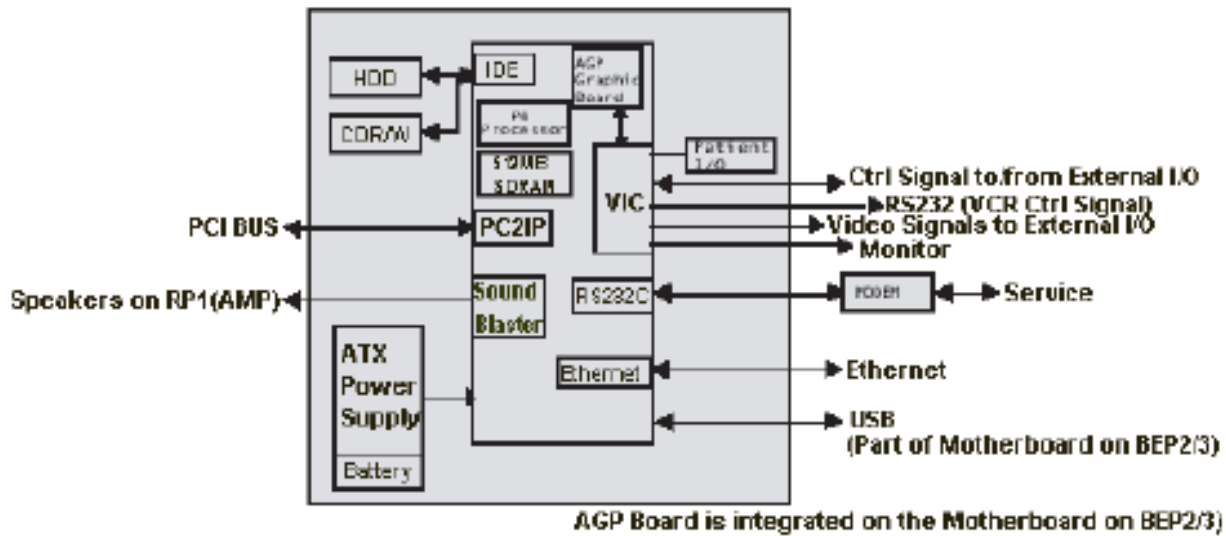 HDD
IDE
AGP
Graphic
Board
CDR/W
P4
Processor
512MB
SDRAM
Patient
I/O
VIC
Ctrl Signal to/from External I/O
RS232 (VCR Ctrl Signal)
Video Signals to External I/O
Monitor
PCI BUS
PC2IP
Speakers on RP1(AMP)
Sound
Blaster
RS232C
MODEM
Service
ATX
Power
Supply
Battery
Ethernet
Ethernet
USB
(Part of Motherboard on BEP2/3)
AGP Board is integrated on the Motherboard on BEP2/3)